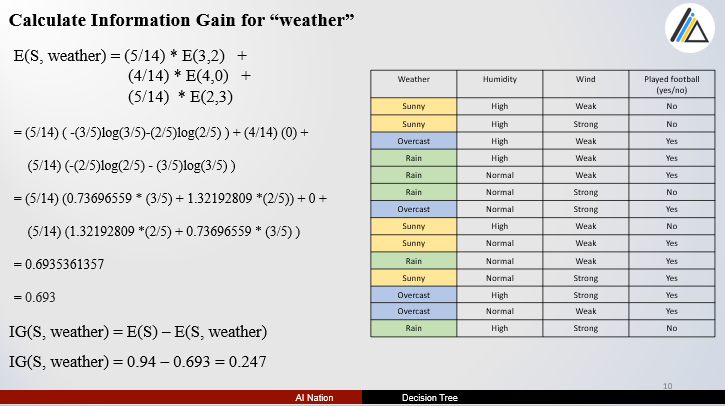 Calculate Information Gain for “weather”
E(S, weather) = (5/14) * E(3,2) +
(4/14) * E(4,0) +
(5/14) * E(2,3)
= (5/14) ( -(3/5)log(3/5)-(2/5)log(2/5) ) + (4/14) (0) +
(5/14) (-(2/5)log(2/5) - (3/5)log(3/5) )
= (5/14) (0.73696559 * (3/5) + 1.32192809 *(2/5)) + 0 +
(5/14) (1.32192809 *(2/5) + 0.73696559 * (3/5) )
= 0.6935361357
= 0.693
IG(S, weather) = E(S) – E(S, weather)
IG(S, weather) = 0.94 – 0.693 = 0.247
Weather Humidity Wind Played football
(yes/no)
Sunny High Weak No
Sunny High Strong No
Overcast High Weak Yes
Rain High Weak Yes
Rain Normal Weak Yes
Rain Normal Strong No
Overcast Normal Strong Yes
Sunny High Weak No
Sunny Normal Weak Yes
Rain Normal Weak Yes
Sunny Normal Strong Yes
Overcast High Strong Yes
Overcast Normal Weak Yes
Rain High Strong No
10
AI Nation Decision Tree